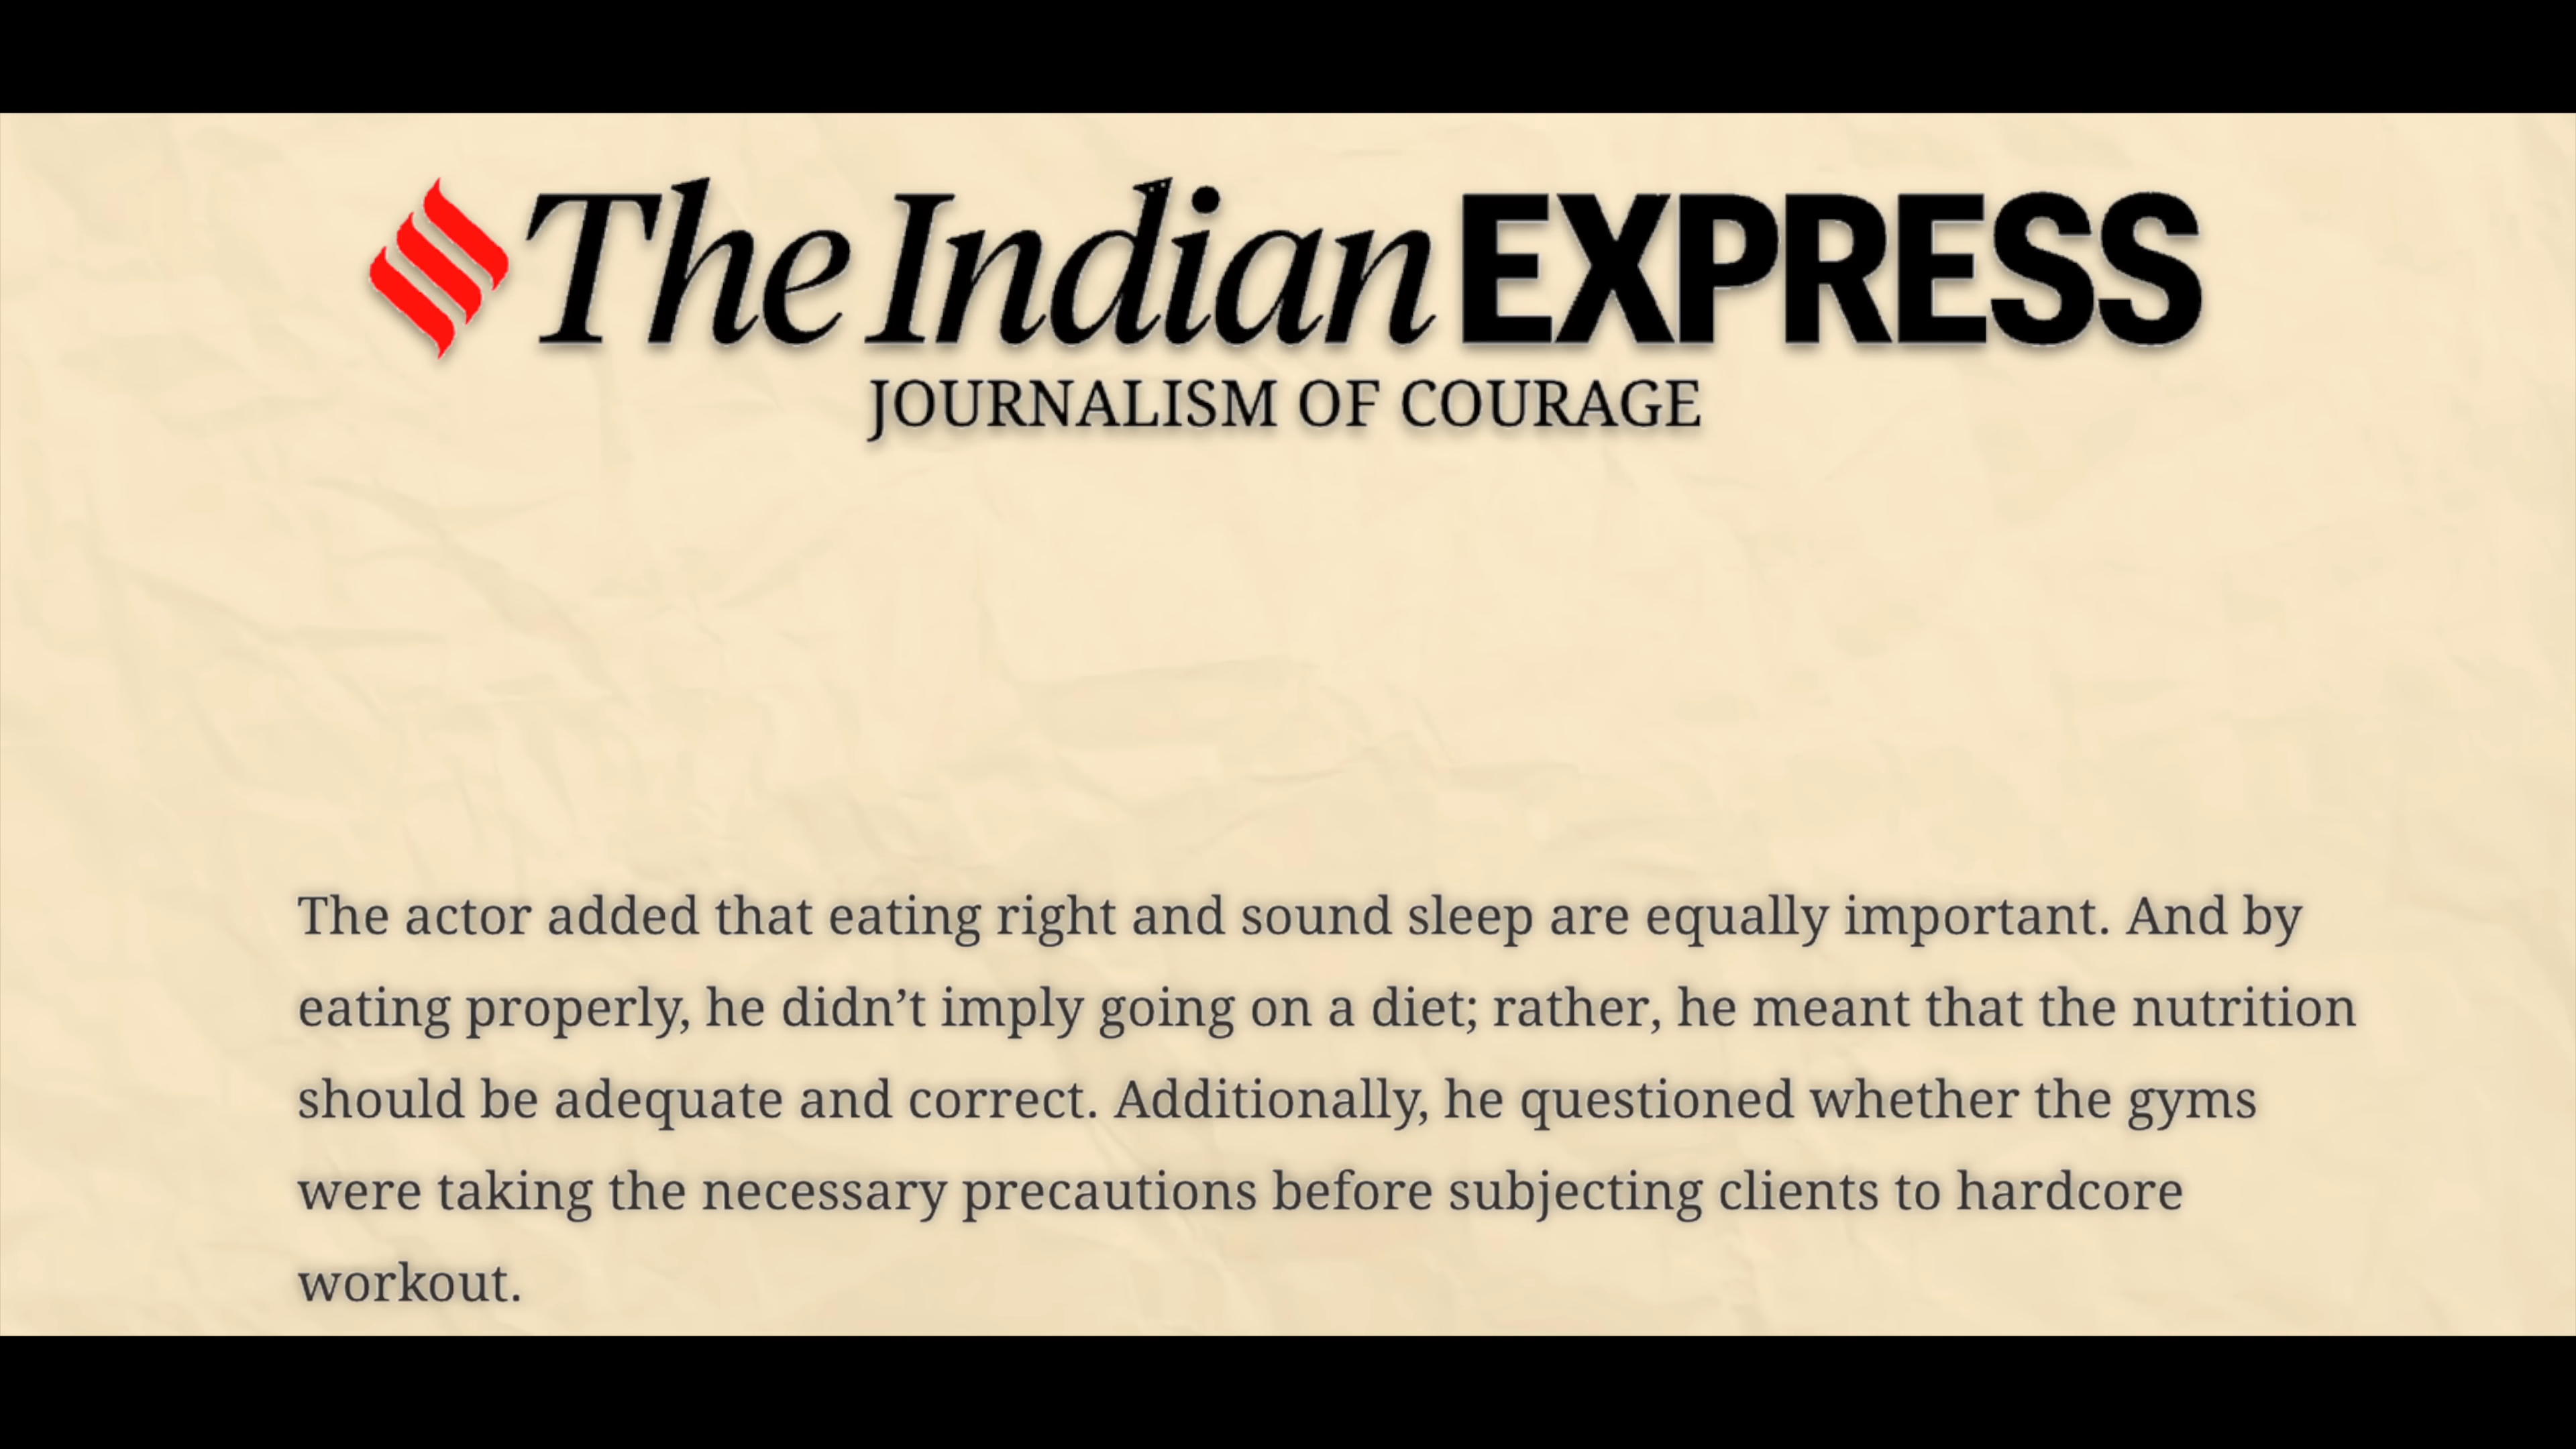 The Indian EXPRESS
JOURNALISM OF COURAGE
The actor added that eating right and sound sleep are equally important. And by
eating properly, he didn’t imply going on a diet; rather, he meant that the nutrition
should be adequate and correct. Additionally, he questioned whether the gyms
were taking the necessary precautions before subjecting clients to hardcore
workout.